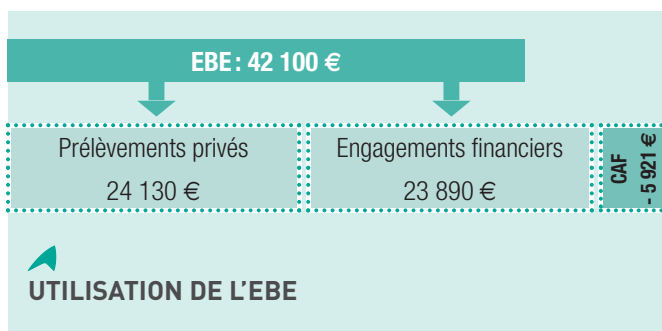 EBE : 42 100 €
Prélèvements privés
24 130 €
Engagements financiers
23 890 €
CAF
- 5 921 €
UTILISATION DE L'EBE